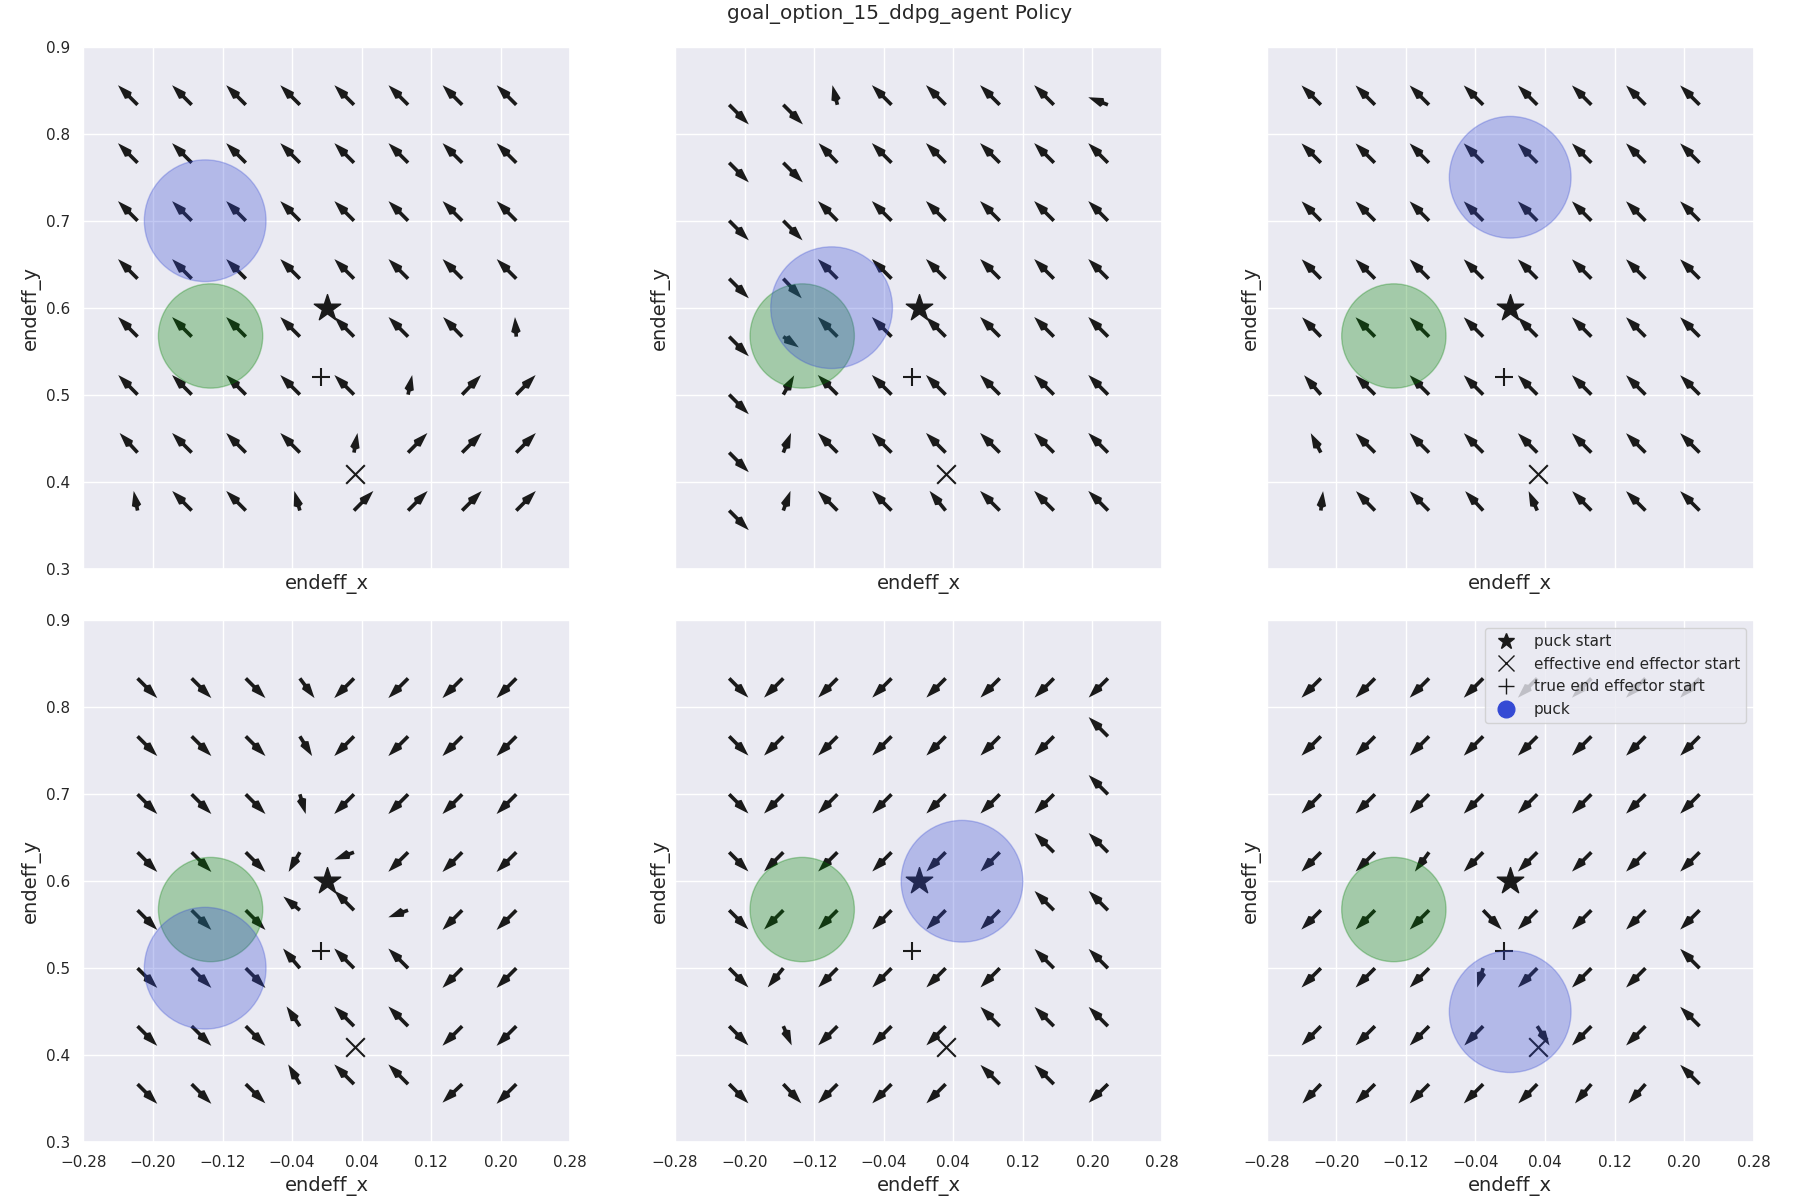 goal_option_15_ddpg_agent Policy
0.9
0.8
0.7
0.6
0.5
0.4
0.3
endeff_y
endeff_x
endeff_y
endeff_x
endeff_y
endeff_x
0.9
0.8
0.7
0.6
0.5
0.4
0.3
endeff_y
−0.28 −0.20 −0.12 −0.04 0.04 0.12 0.20 0.28
endeff_x
endeff_y
−0.28 −0.20 −0.12 −0.04 0.04 0.12 0.20 0.28
endeff_x
puck start
effective end effector start
true end effector start
puck
endeff_y
−0.28 −0.20 −0.12 −0.04 0.04 0.12 0.20 0.28
endeff_x